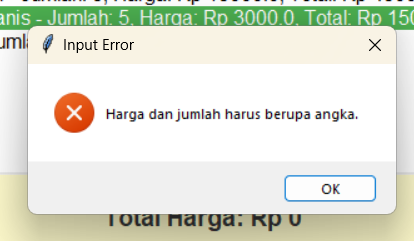 Input Error
anis - Jumlah: 5, Harga: Rp 3000.0, Total: Rp 150
Harga dan jumlah harus berupa angka.
OK
Total Harga: Rp 0